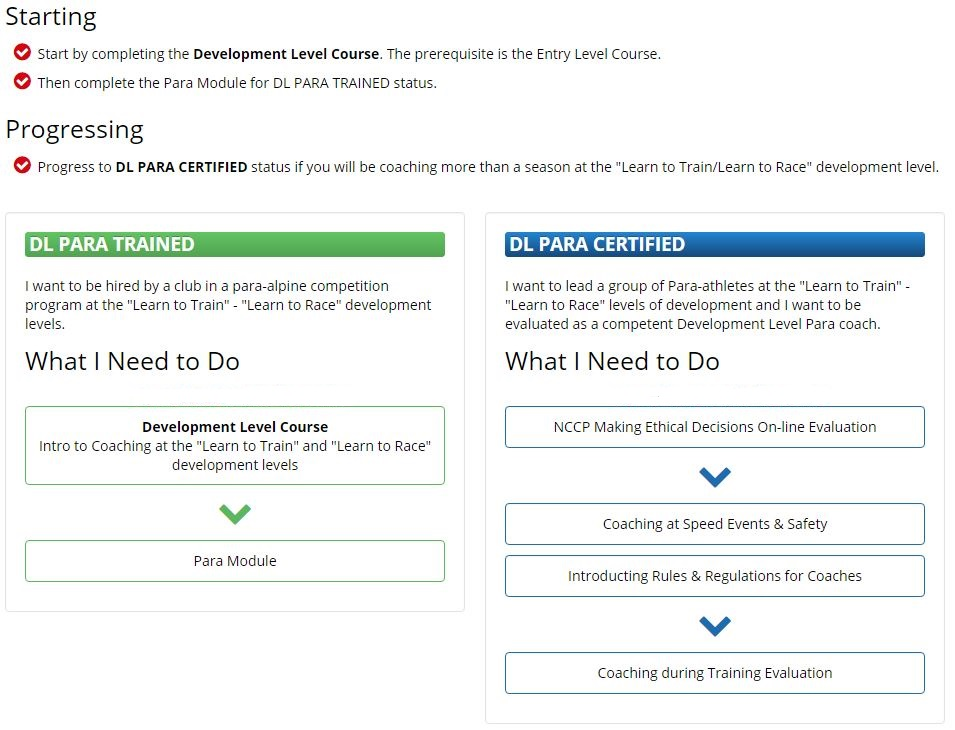 Starting
Start by completing the Development Level Course. The prerequisite is the Entry Level Course.
Then complete the Para Module for DL PARA TRAINED status.
Progressing
Progress to DL PARA CERTIFIED status if you will be coaching more than a season at the "Learn to Train/Learn to Race" development level.
DL PARA TRAINED
I want to be hired by a club in a para-alpine competition
program at the "Learn to Train" - "Learn to Race" development
levels.
What I Need to Do
Development Level Course
Intro to Coaching at the "Learn to Train" and "Learn to Race"
development levels
Para Module
DL PARA CERTIFIED
I want to lead a group of Para-athletes at the "Learn to Train" -
"Learn to Race" levels of development and I want to be
evaluated as a competent Development Level Para coach.
What I Need to Do
NCCP Making Ethical Decisions On-line Evaluation
Coaching at Speed Events & Safety
Introducting Rules & Regulations for Coaches
Coaching during Training Evaluation